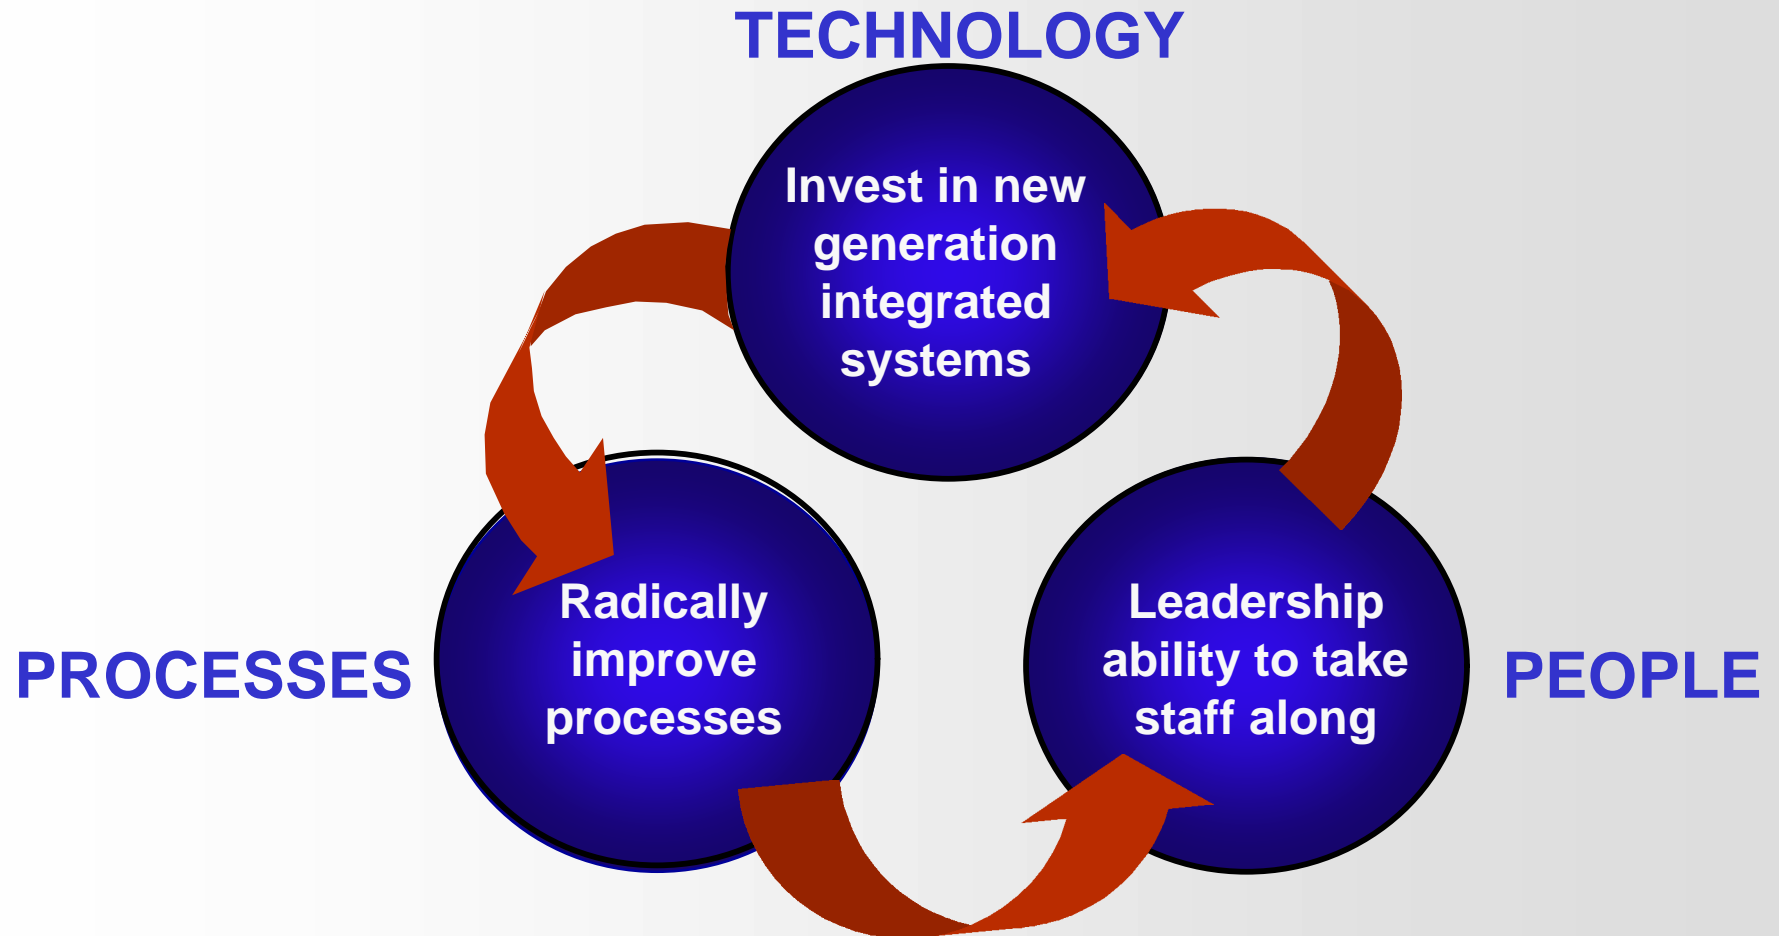 TECHNOLOGY
Invest in new
generation
integrated
systems
PROCESSES
Radically
improve
processes
Leadership
ability to take
staff along
PEOPLE